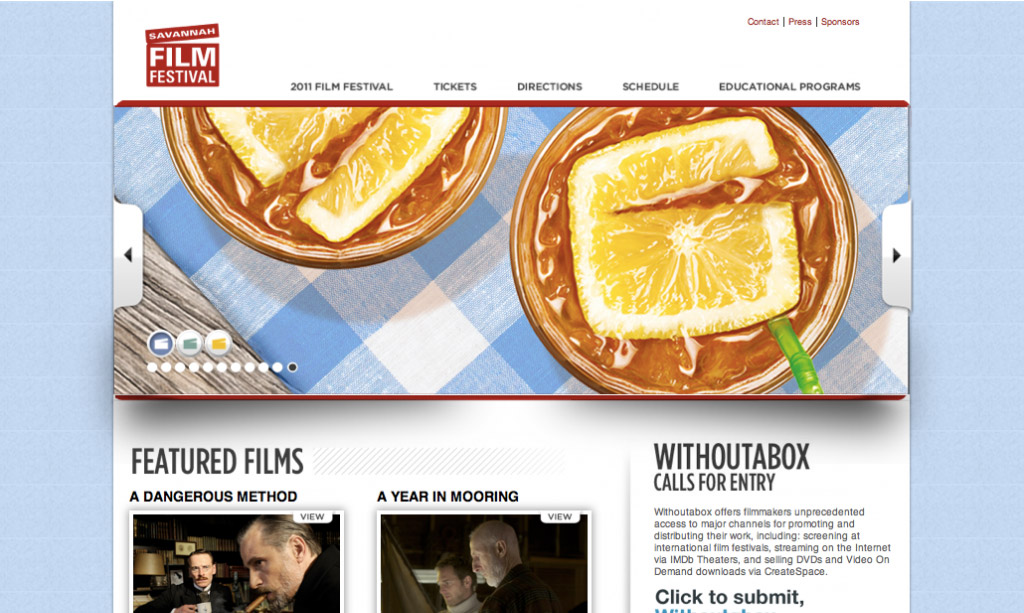 SAVANNAH
FILM
FESTIVAL
Contact | Press | Sponsors
2011 FILM FESTIVAL TICKETS DIRECTIONS SCHEDULE EDUCATIONAL PROGRAMS
FEATURED FILMS
A DANGEROUS METHOD
VIEW
A YEAR IN MOORING
VIEW
WITHOUTABOX
CALLS FOR ENTRY
Withoutabox offers filmmakers unprecedented
access to major channels for promoting and
distributing their work, including: screening at
international film festivals, streaming on the Internet
via IMDb Theaters, and selling DVDs and Video On
Demand downloads via CreateSpace.
Click to submit,
Withoutabox